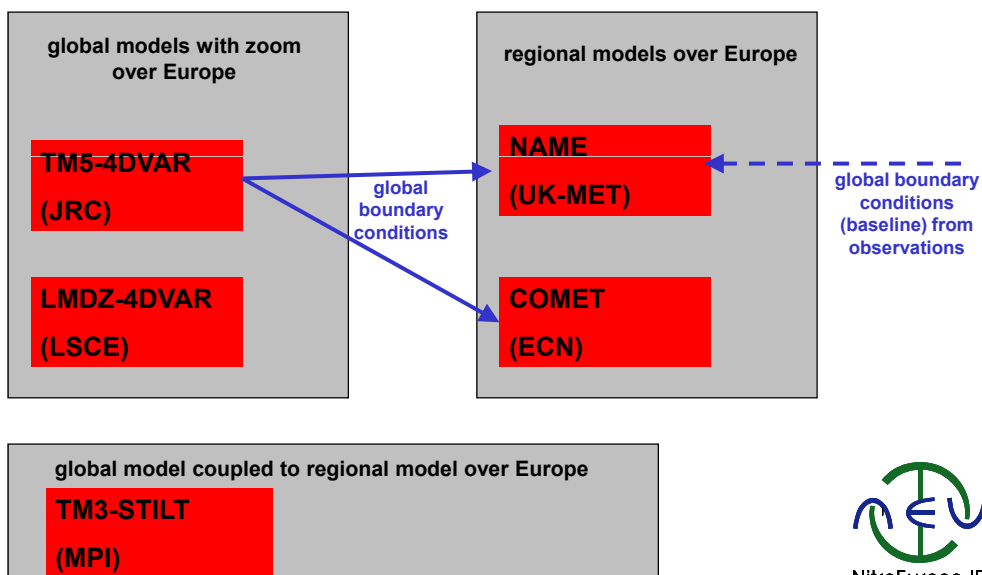 global models with zoom
over Europe
TM5-4DVAR
(JRC)
LMDZ-4DVAR
(LSCE)
global
boundary
conditions
regional models over Europe
NAME
(UK-MET)
COMET
(ECN)
global boundary
conditions
(baseline) from
observations
global model coupled to regional model over Europe
TM3-STILT
(MPI)
NEU